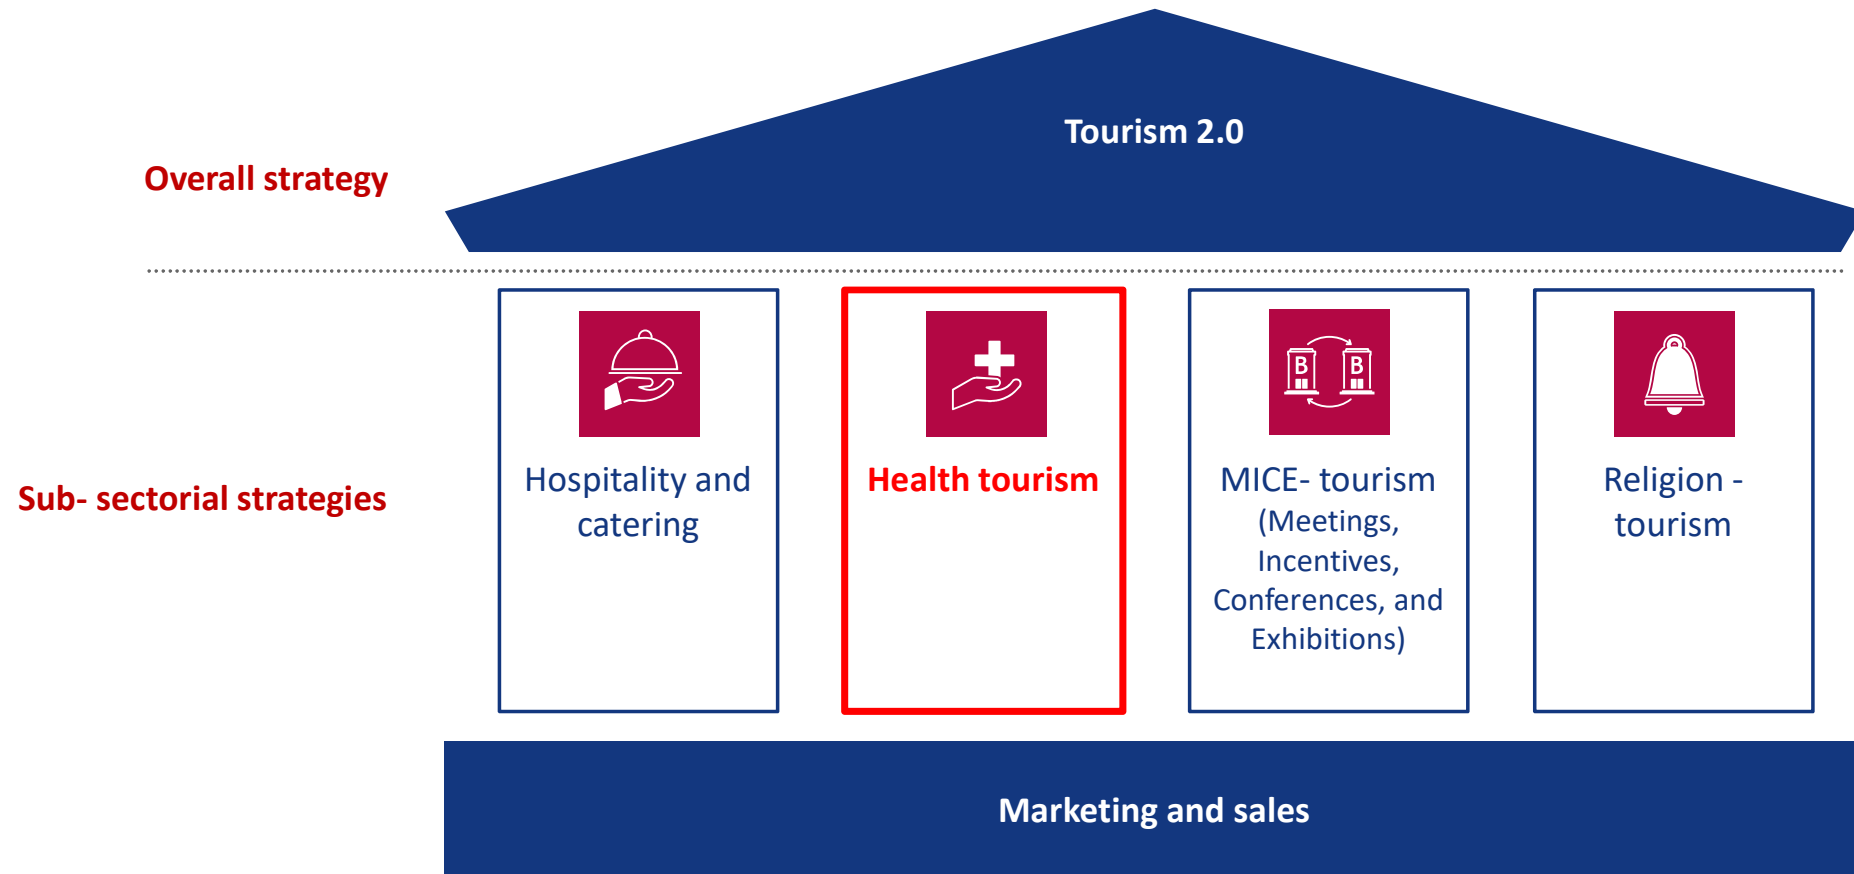 Tourism 2.0
Overall strategy
B B
Hospitality and
catering
Health tourism
MICE- tourism
(Meetings,
Incentives,
Conferences, and
Exhibitions)
Religion -
tourism
Sub- sectorial strategies
Marketing and sales